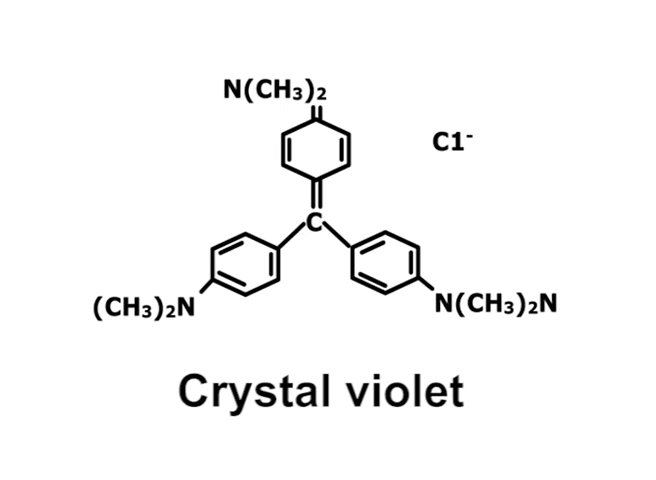 N(CH₃)₂
C1⁻
C
(CH₃)₂N
N(CH₃)₂N
Crystal violet